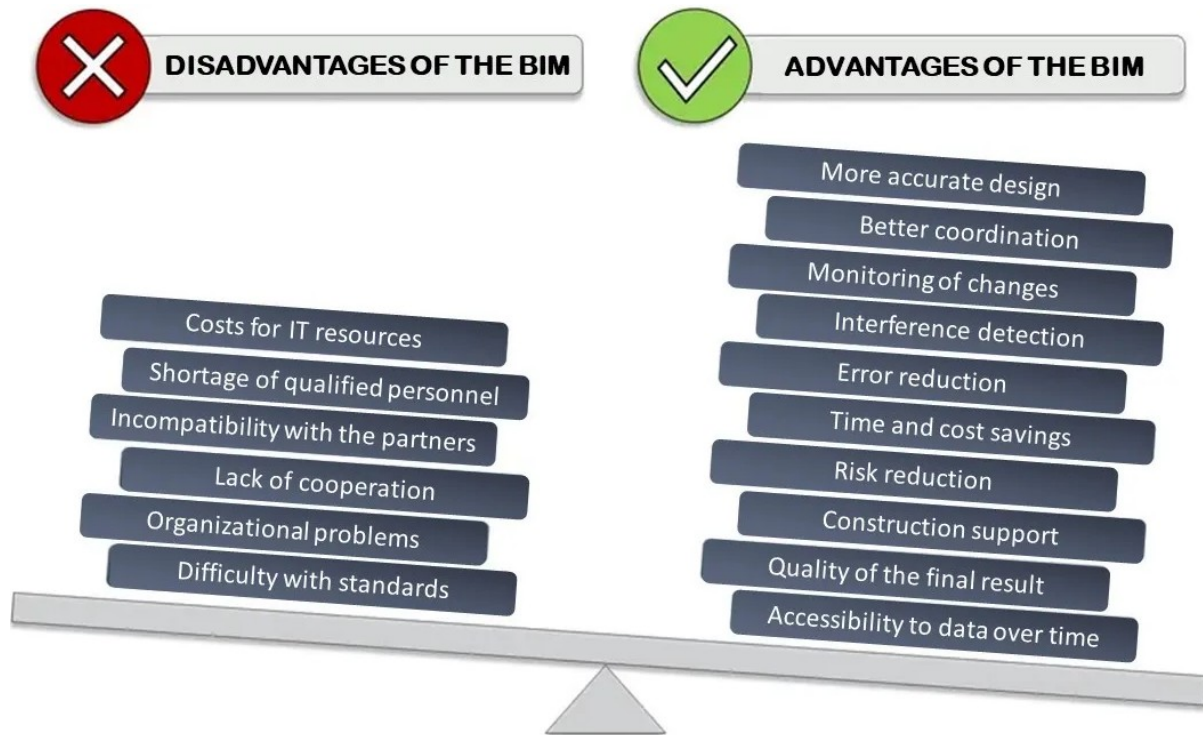 DISADVANTAGES OF THE BIM
Costs for IT resources
Shortage of qualified personnel
Incompatibility with the partners
Lack of cooperation
Organizational problems
Difficulty with standards
ADVANTAGES OF THE BIM
More accurate design
Better coordination
Monitoring of changes
Interference detection
Error reduction
Time and cost savings
Risk reduction
Construction support
Quality of the final result
Accessibility to data over time